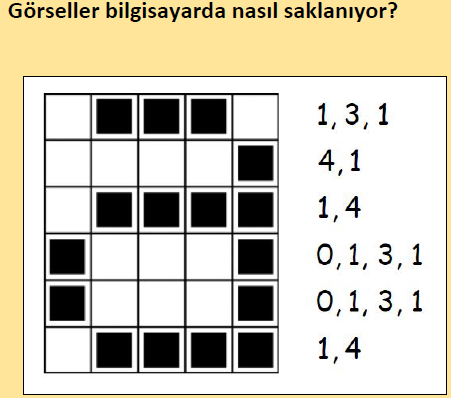 Görseller bilgisayarda nasıl saklanıyor?
1, 3, 1
4, 1
1, 4
0, 1, 3, 1
0, 1, 3, 1
1, 4